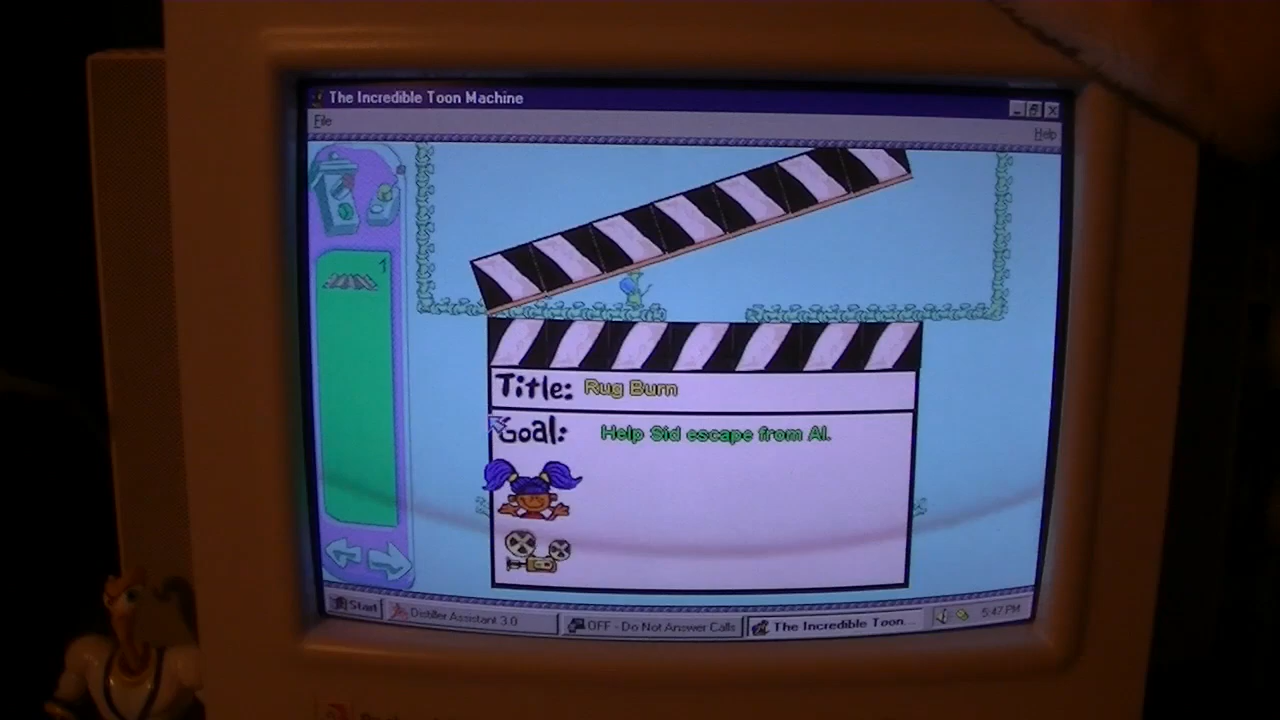 The Incredible Toon Machine
File
Help
1
Title: Rug Burn
Goal: Help Sid escape from Al.
Start
Distiller Assistant 3.0
OFF - Do Not Answer Calls
The Incredible Toon...
5:47 PM